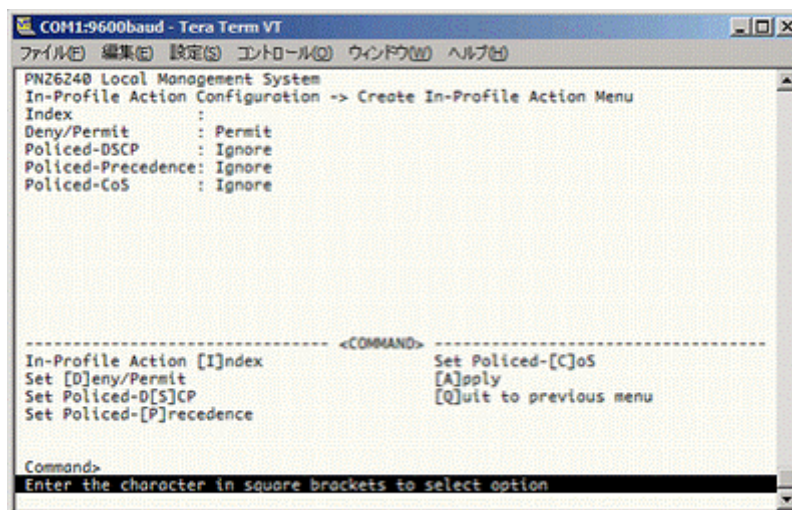 COM1:9600baud - Tera Term VT
ファイル(F) 編集(E) 設定(S) コントロール(O) ウィンドウ(W) ヘルプ(H)
PN26240 Local Management System
In-Profile Action Configuration -> Create In-Profile Action Menu
Index :
Deny/Permit : Permit
Policed-DSCP : Ignore
Policed-Precedence: Ignore
Policed-CoS : Ignore
-------------------------------- <COMMAND> -----------------------------------
In-Profile Action [I]ndex Set Policed-[C]oS
Set [D]eny/Permit [A]pply
Set Policed-D[S]CP [Q]uit to previous menu
Set Policed-[P]recedence
Command>
Enter the character in square brackets to select option